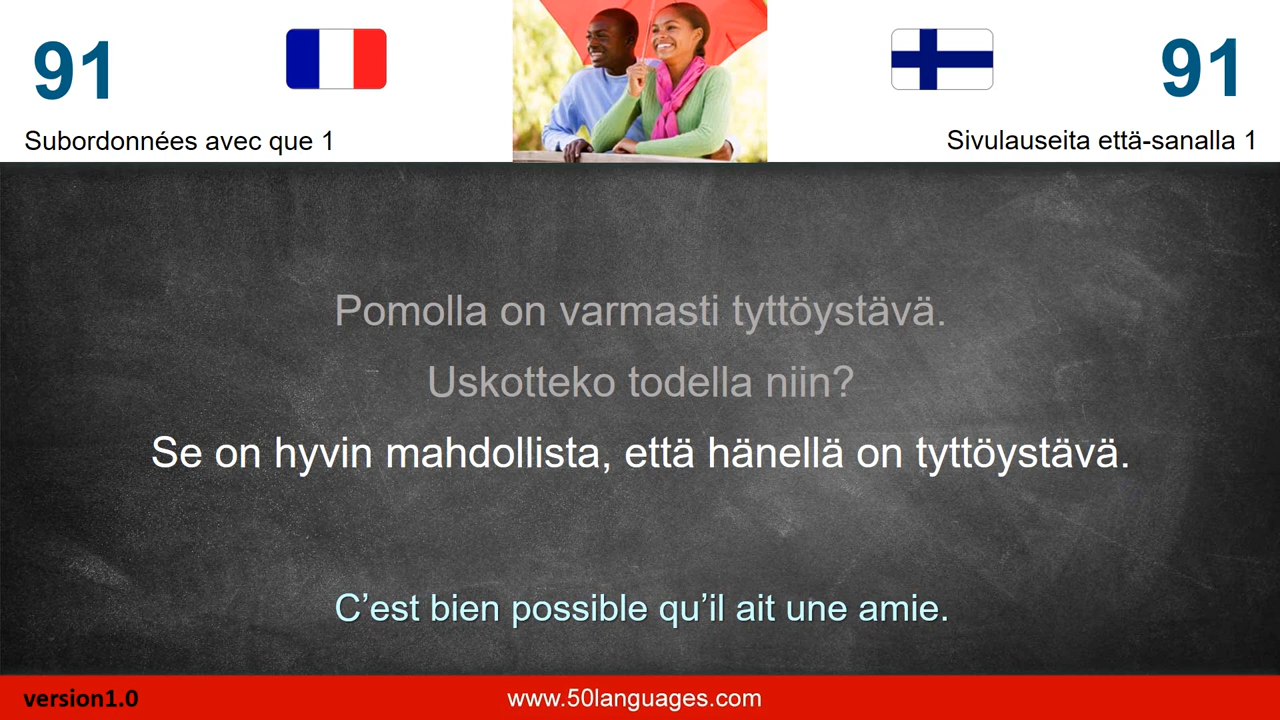 91
91
Subordonnées avec que 1
Sivulauseita että-sanalla 1
Pomolla on varmasti tyttöystävä.
Uskotteko todella niin?
Se on hyvin mahdollista, että hänellä on tyttöystävä.
C’est bien possible qu’il ait une amie.
version1.0
www.50languages.com